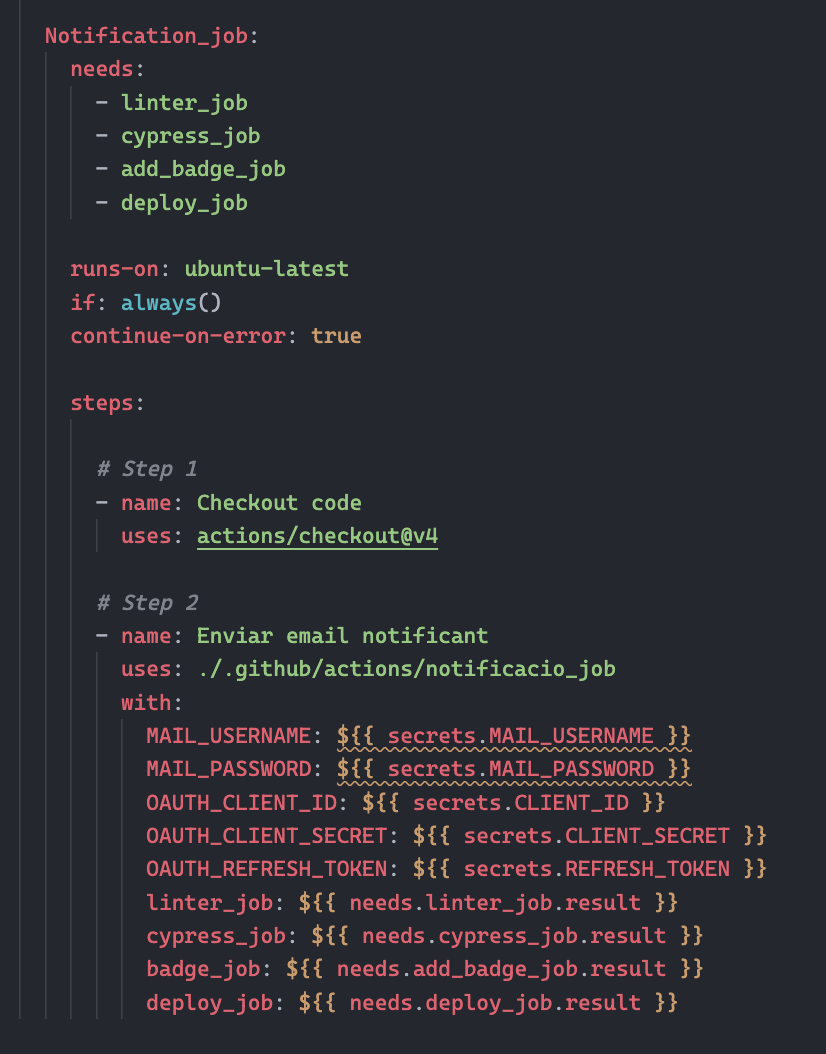 Notification_job:
needs:
- linter_job
- cypress_job
- add_badge_job
- deploy_job
runs-on: ubuntu-latest
if: always()
continue-on-error: true
steps:
# Step 1
- name: Checkout code
uses: actions/checkout@v4
# Step 2
- name: Enviar email notificant
uses: ./.github/actions/notificacio_job
with:
MAIL_USERNAME: ${{ secrets.MAIL_USERNAME }}
MAIL_PASSWORD: ${{ secrets.MAIL_PASSWORD }}
OAUTH_CLIENT_ID: ${{ secrets.CLIENT_ID }}
OAUTH_CLIENT_SECRET: ${{ secrets.CLIENT_SECRET }}
OAUTH_REFRESH_TOKEN: ${{ secrets.REFRESH_TOKEN }}
linter_job: ${{ needs.linter_job.result }}
cypress_job: ${{ needs.cypress_job.result }}
badge_job: ${{ needs.add_badge_job.result }}
deploy_job: ${{ needs.deploy_job.result }}